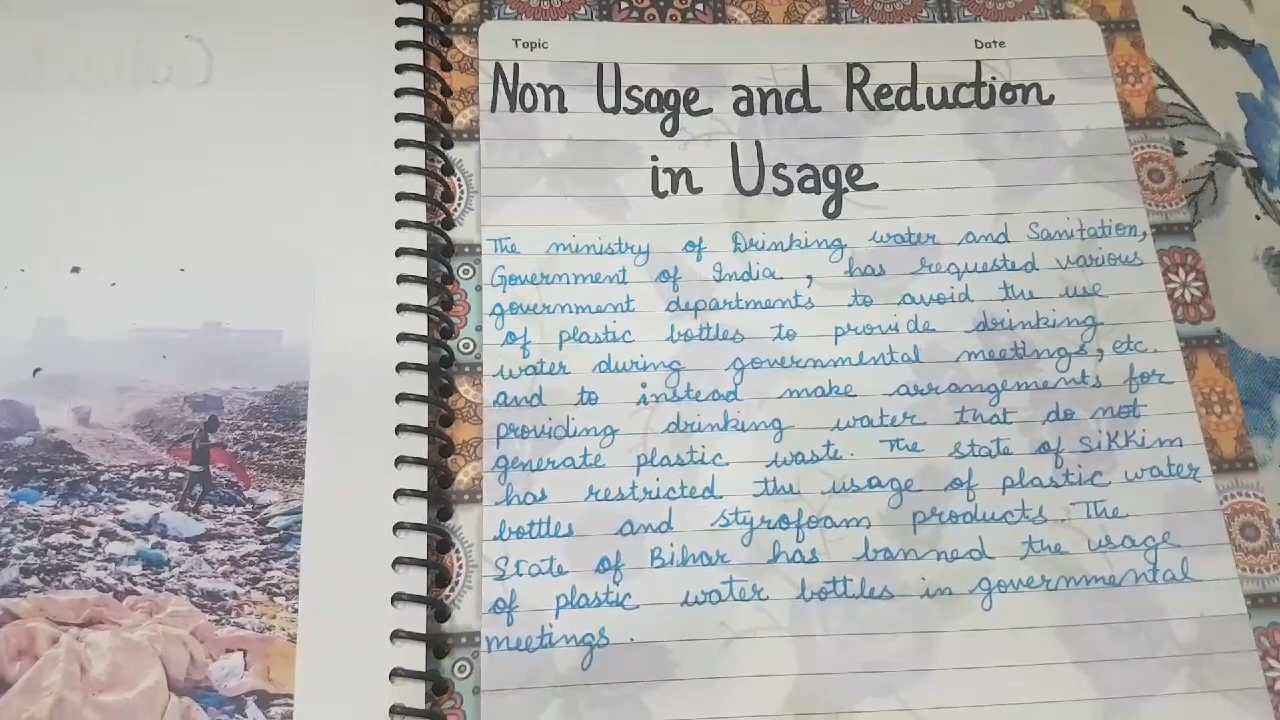 Topic
Date
Non Usage and Reduction
in Usage
The ministry of Drinking water and Sanitation,
Government of India, has requested various
government departments to avoid the use
of plastic bottles to provide drinking
water during governmental meetings, etc.
and to instead make arrangements for
providing drinking water that do not
generate plastic waste. The state of Sikkim
has restricted the usage of plastic water
bottles and styrofoam products. The
State of Bihar has banned the usage
of plastic water bottles in governmental
meetings.